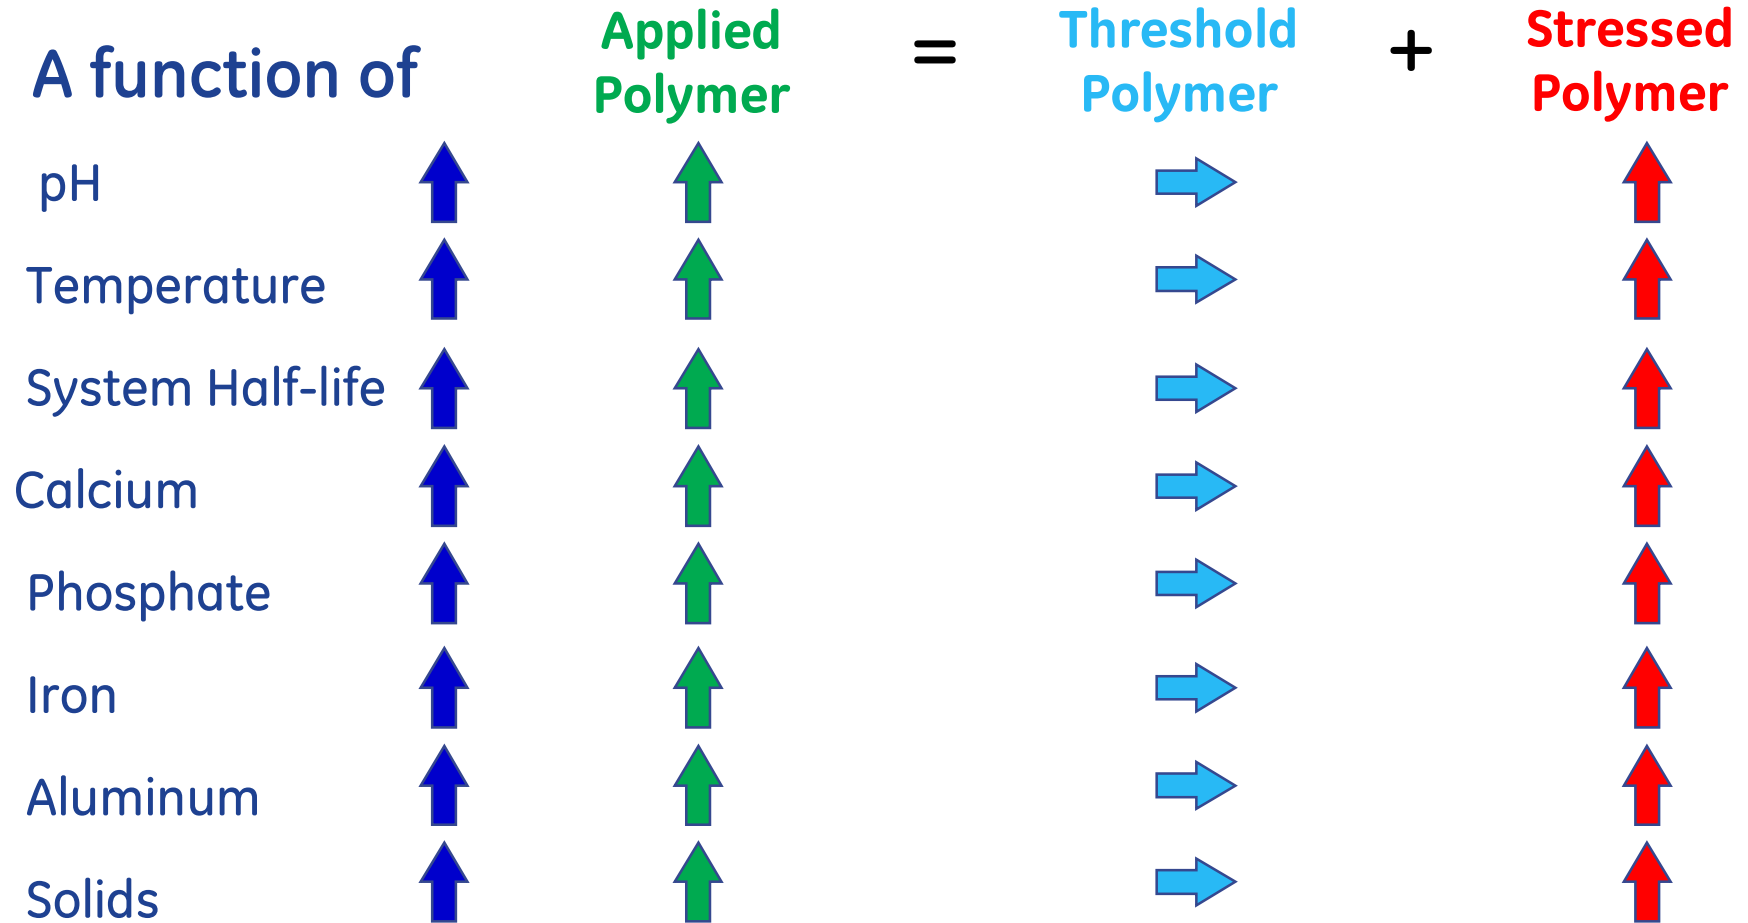 A function of
Applied
Polymer
=
Threshold
Polymer
+
Stressed
Polymer
pH
Temperature
System Half-life
Calcium
Phosphate
Iron
Aluminum
Solids